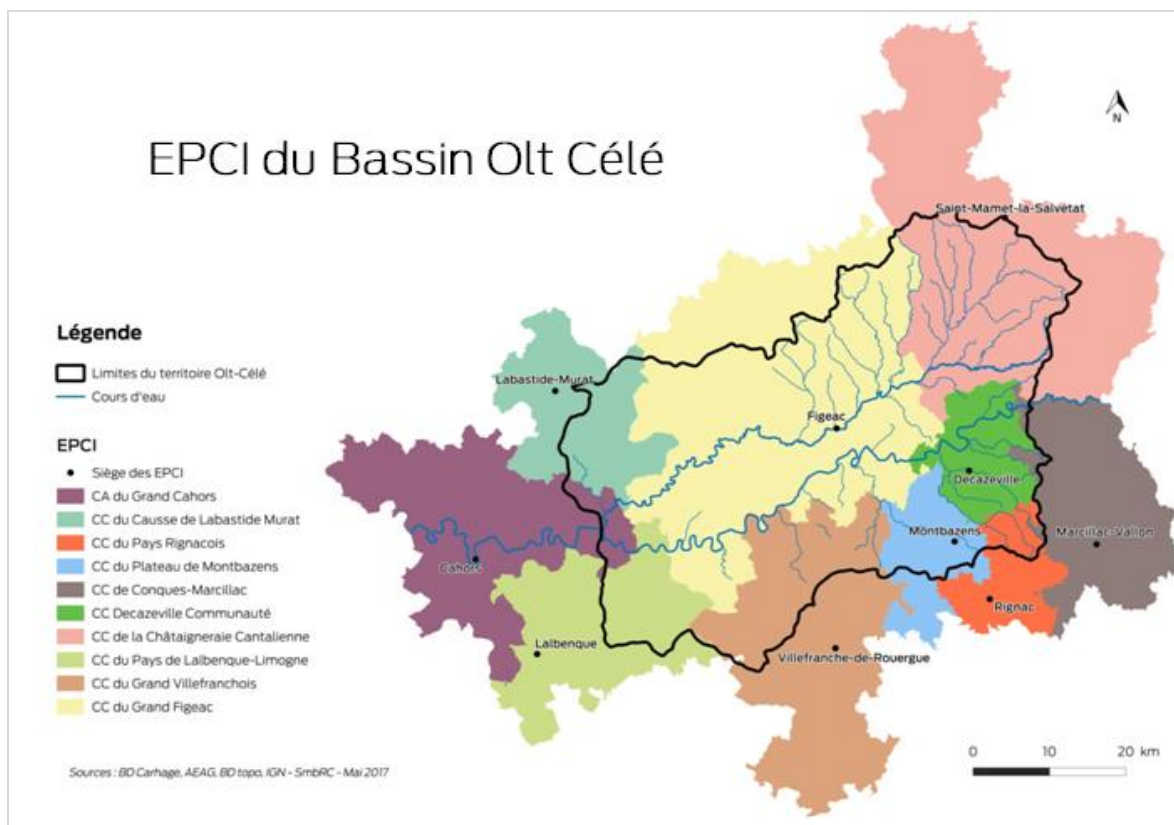 EPCI du Bassin Olt Célé
N
Saint-Mamet-la-Salvetat
Légende
Limites du territoire Olt-Célé
Cours d'eau
Labastide-Murat
Figeac
EPCI
Siège des EPCI
CA du Grand Cahors
CC du Causse de Labastide Murat
CC du Pays Rignacois
CC du Plateau de Montbazens
CC de Conques-Marcillac
CC Decazeville Communauté
CC de la Châtaigneraie Cantalienne
CC du Pays de Lalbenque-Limogne
CC du Grand Villefranchois
CC du Grand Figeac
Decazeville
Montbazens
Marcillac-Vallon
Cahors
Rignac
Lalbenque
Villefranche-de-Rouergue
0 10 20 km
Sources : BD Carhage, AEAG, BD topo, IGN - SmbRC - Mai 2017